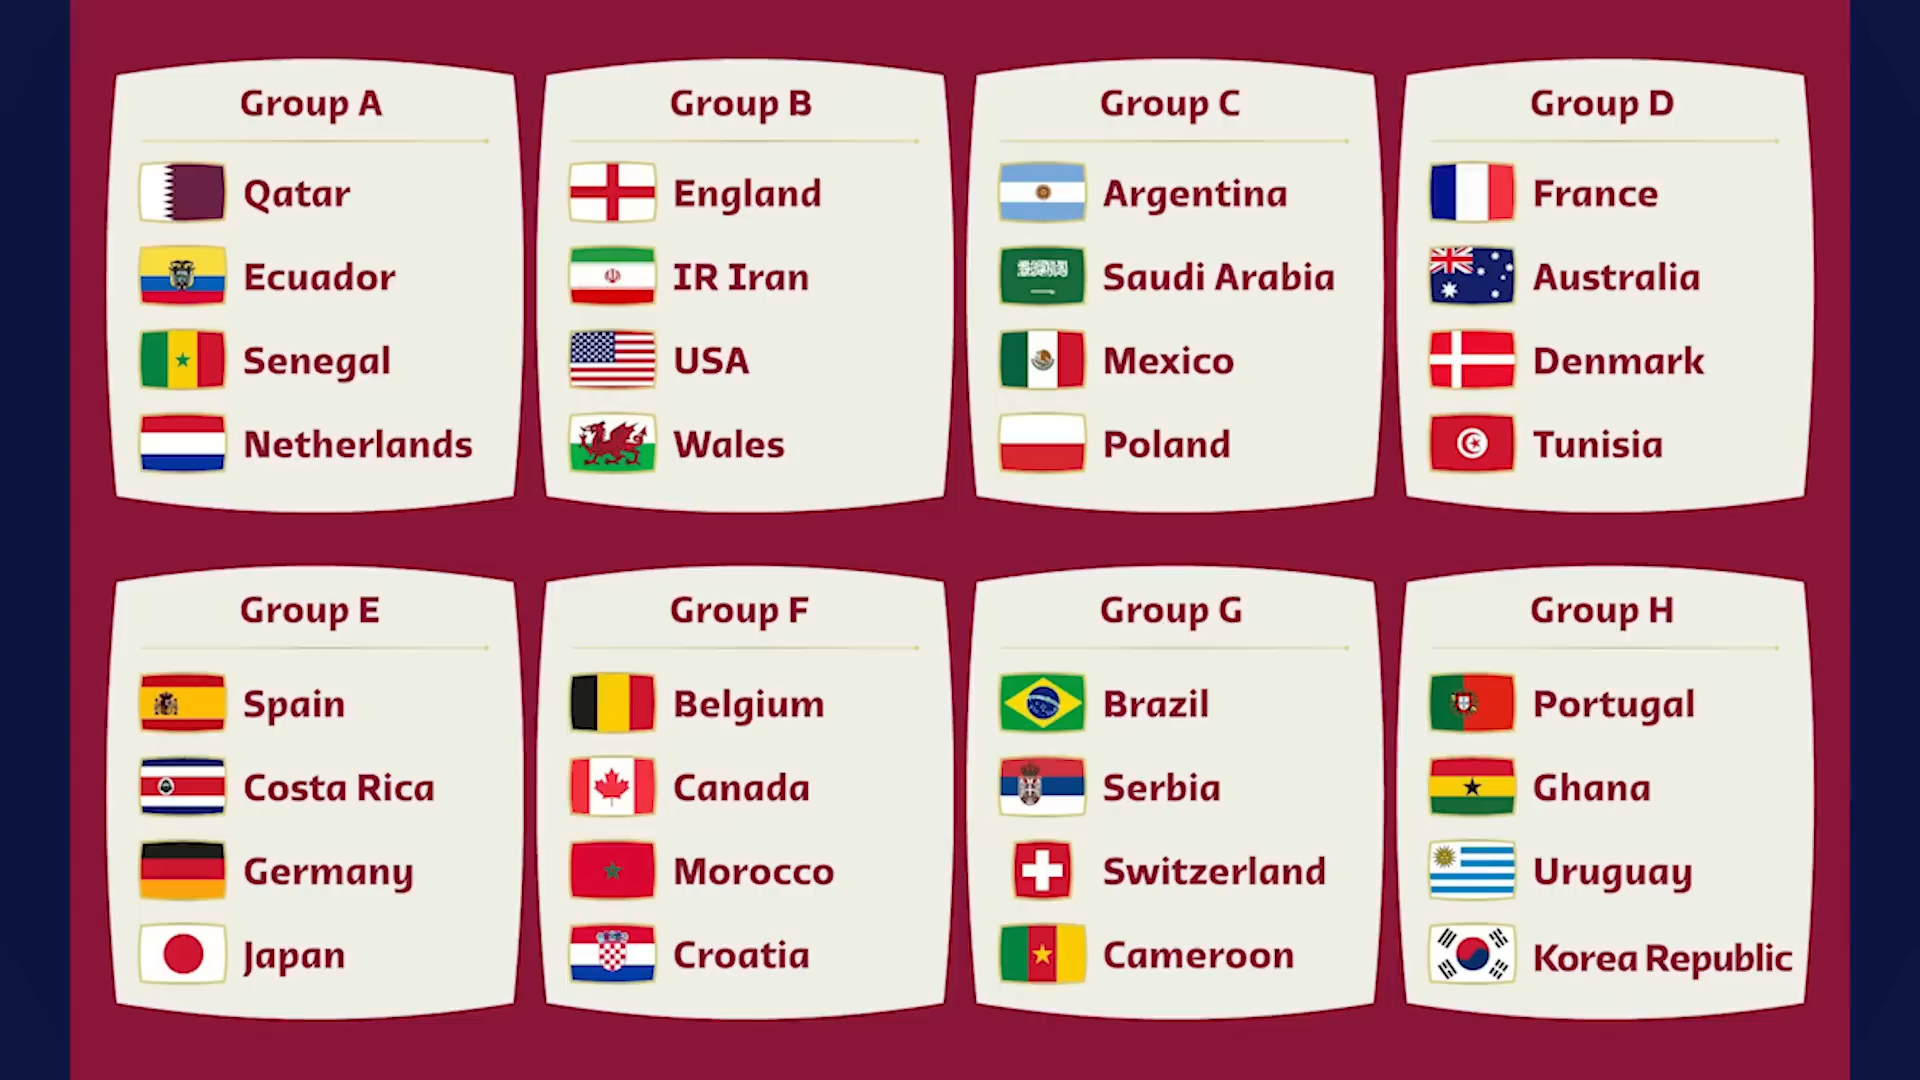 Group A
Qatar
Ecuador
Senegal
Netherlands
Group B
England
IR Iran
USA
Wales
Group C
Argentina
Saudi Arabia
Mexico
Poland
Group D
France
Australia
Denmark
Tunisia
Group E
Spain
Costa Rica
Germany
Japan
Group F
Belgium
Canada
Morocco
Croatia
Group G
Brazil
Serbia
Switzerland
Cameroon
Group H
Portugal
Ghana
Uruguay
Korea Republic